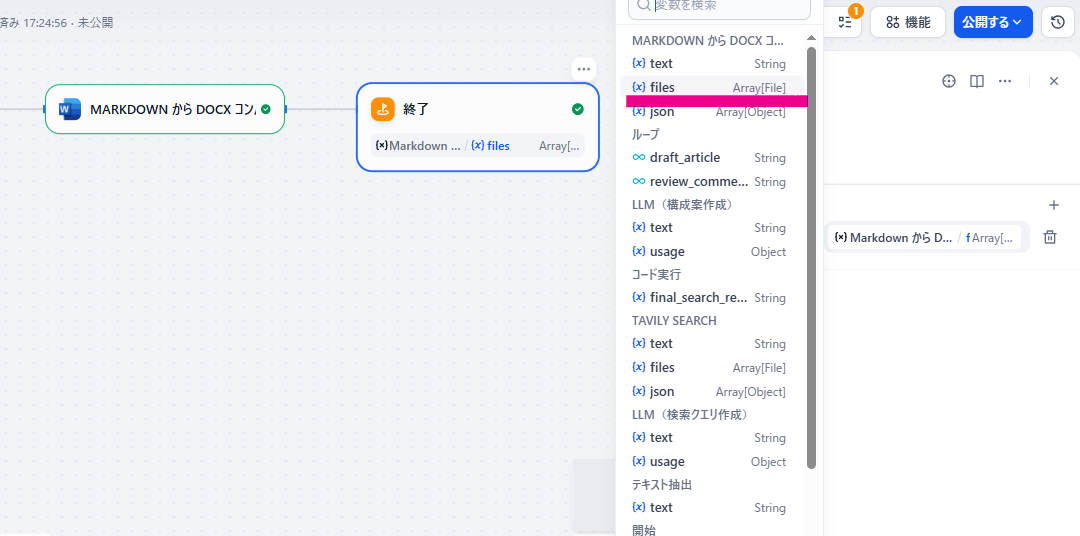 済み 17:24:56 · 未公開
変数を検索
1
機能
公開する
MARKDOWN から DOCX コン
終了
{x} Markdown ... / {x} files Array[...
MARKDOWN から DOCX コ...
{x} text String
{x} files Array[File]
{x} json Array[Object]
ループ
draft_article String
review_comme... String
LLM（構成案作成）
{x} text String
{x} usage Object
コード実行
{x} final_search_re... String
TAVILY SEARCH
{x} text String
{x} files Array[File]
{x} json Array[Object]
LLM（検索クエリ作成）
{x} text String
{x} usage Object
テキスト抽出
{x} text String
開始
{x} Markdown から D... / f Array[...